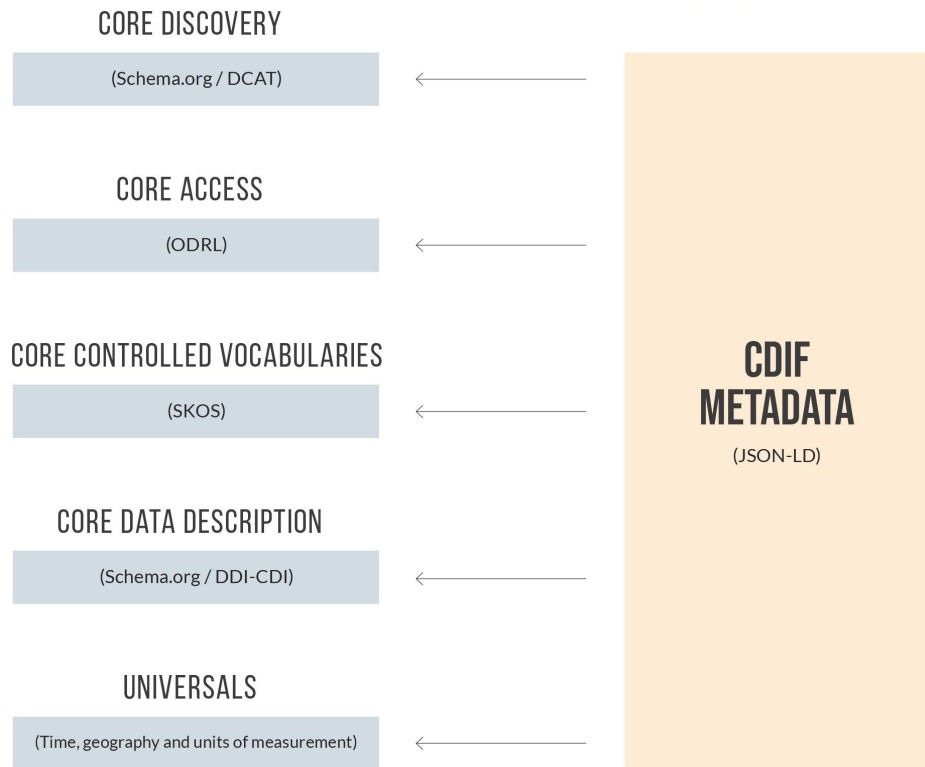 CORE DISCOVERY
(Schema.org / DCAT)
CORE ACCESS
(ODRL)
CORE CONTROLLED VOCABULARIES
(SKOS)
CORE DATA DESCRIPTION
(Schema.org / DDI-CDI)
UNIVERSALS
(Time, geography and units of measurement)
CDIF
METADATA
(JSON-LD)